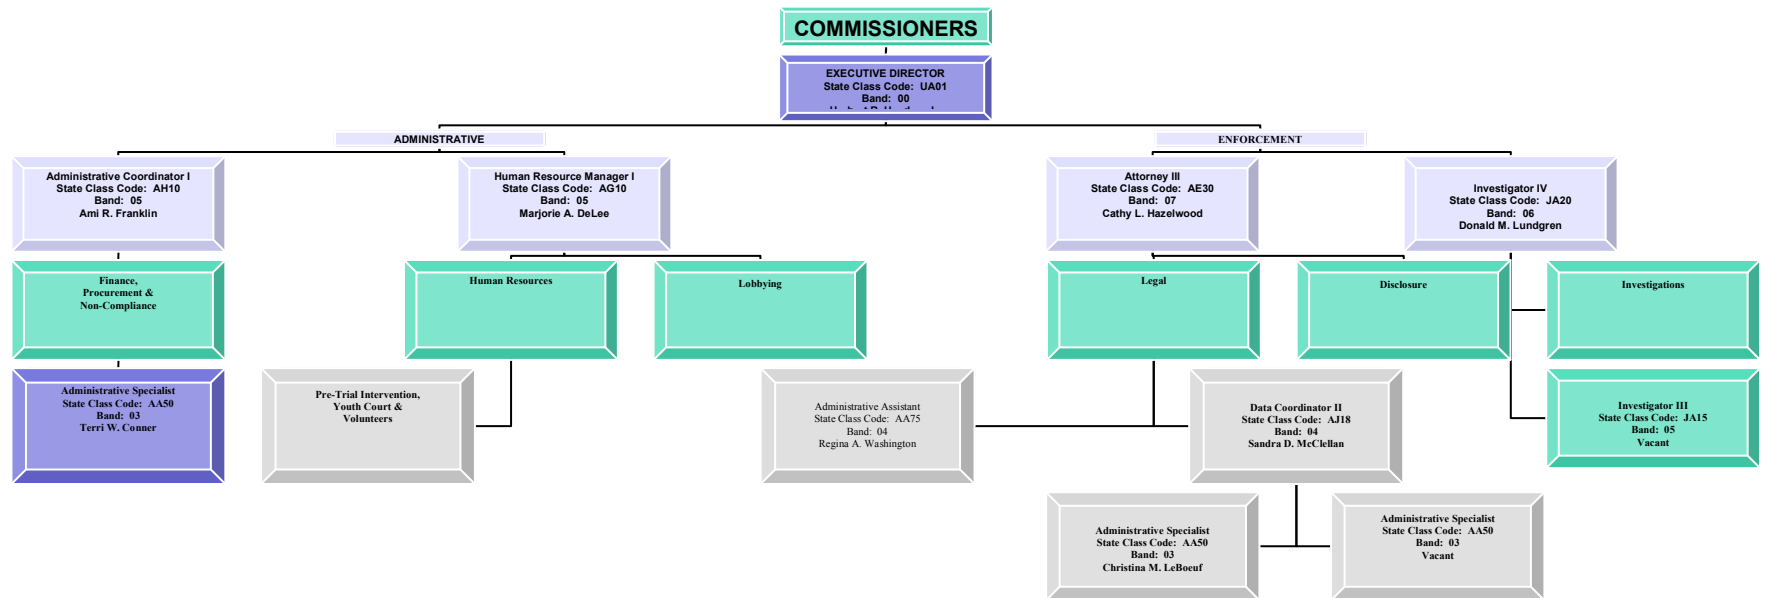 COMMISSIONERS
EXECUTIVE DIRECTOR
State Class Code: UA01
Band: 00
ADMINISTRATIVE
ENFORCEMENT
Administrative Coordinator I
State Class Code: AH10
Band: 05
Ami R. Franklin
Human Resource Manager I
State Class Code: AG10
Band: 05
Marjorie A. DeLee
Attorney III
State Class Code: AE30
Band: 07
Cathy L. Hazelwood
Investigator IV
State Class Code: JA20
Band: 06
Donald M. Lundgren
Finance,
Procurement &
Non-Compliance
Human Resources
Lobbying
Legal
Disclosure
Investigations
Administrative Specialist
State Class Code: AA50
Band: 03
Terri W. Conner
Pre-Trial Intervention,
Youth Court &
Volunteers
Administrative Assistant
State Class Code: AA75
Band: 04
Regina A. Washington
Data Coordinator II
State Class Code: AJ18
Band: 04
Sandra D. McClellan
Investigator III
State Class Code: JA15
Band: 05
Vacant
Administrative Specialist
State Class Code: AA50
Band: 03
Christina M. LeBoeuf
Administrative Specialist
State Class Code: AA50
Band: 03
Vacant